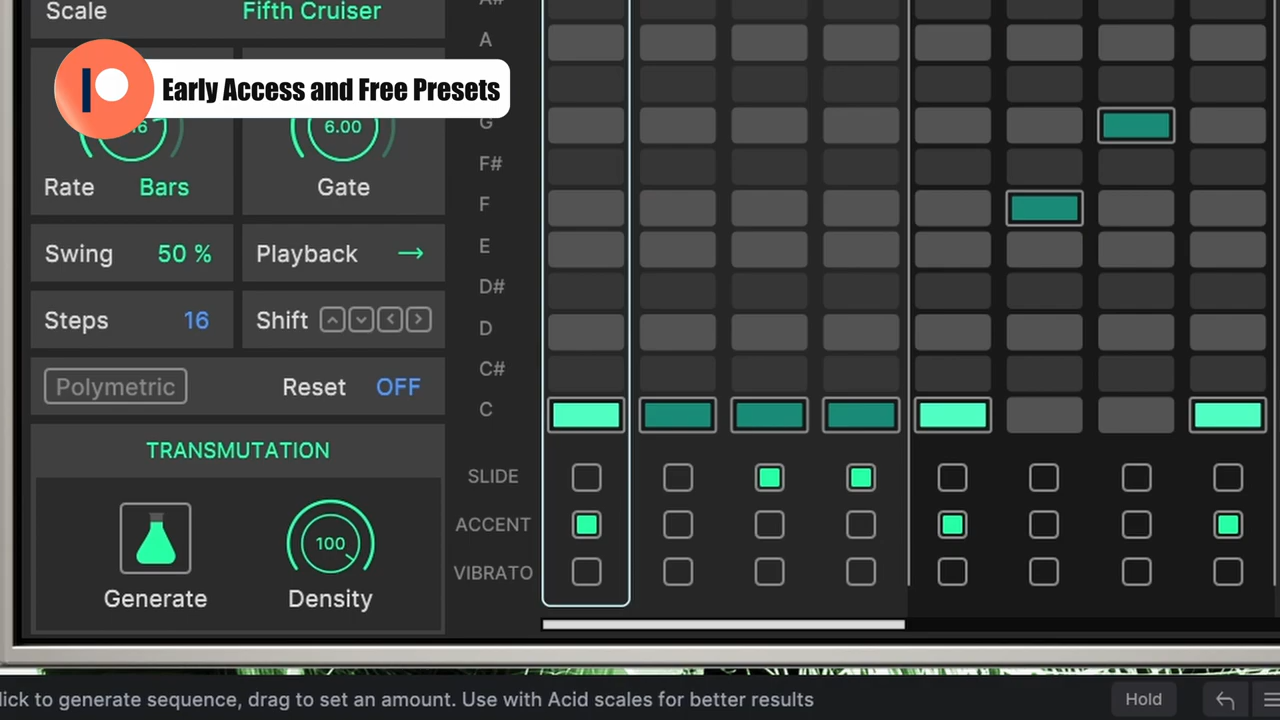 Scale Fifth Cruiser
Early Access and Free Presets
6.00
Rate Bars
Gate
Swing 50 %
Playback →
Steps 16
Shift
Polymetric
Reset OFF
TRANSMUTATION
100
Generate
Density
A#
A
G
F#
F
E
D#
D
C#
C
SLIDE
ACCENT
VIBRATO
lick to generate sequence, drag to set an amount. Use with Acid scales for better results
Hold